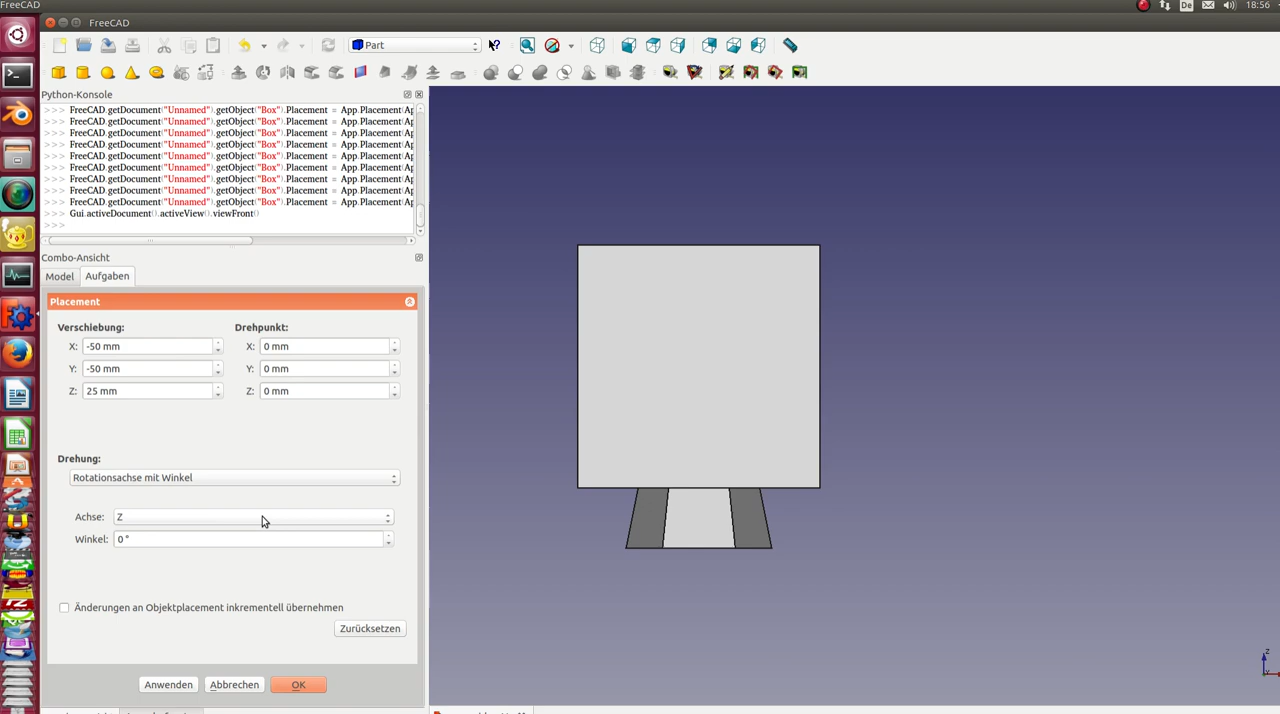 FreeCAD
De
18:56
FreeCAD
Part
Python-Konsole
>>> FreeCAD.getDocument("Unnamed").getObject("Box").Placement = App.Placement(Ap
>>> FreeCAD.getDocument("Unnamed").getObject("Box").Placement = App.Placement(Ap
>>> FreeCAD.getDocument("Unnamed").getObject("Box").Placement = App.Placement(Ap
>>> FreeCAD.getDocument("Unnamed").getObject("Box").Placement = App.Placement(Ap
>>> FreeCAD.getDocument("Unnamed").getObject("Box").Placement = App.Placement(Ap
>>> FreeCAD.getDocument("Unnamed").getObject("Box").Placement = App.Placement(Ap
>>> FreeCAD.getDocument("Unnamed").getObject("Box").Placement = App.Placement(Ap
>>> FreeCAD.getDocument("Unnamed").getObject("Box").Placement = App.Placement(Ap
>>> FreeCAD.getDocument("Unnamed").getObject("Box").Placement = App.Placement(Ap
>>> Gui.activeDocument().activeView().viewFront()
>>>
Combo-Ansicht
Model Aufgaben
Placement
Verschiebung: Drehpunkt:
X: -50 mm X: 0 mm
Y: -50 mm Y: 0 mm
Z: 25 mm Z: 0 mm
Drehung:
Rotationsachse mit Winkel
Achse: Z
Winkel: 0 °
Änderungen an Objektplacement inkrementell übernehmen
Zurücksetzen
Anwenden Abbrechen OK
z